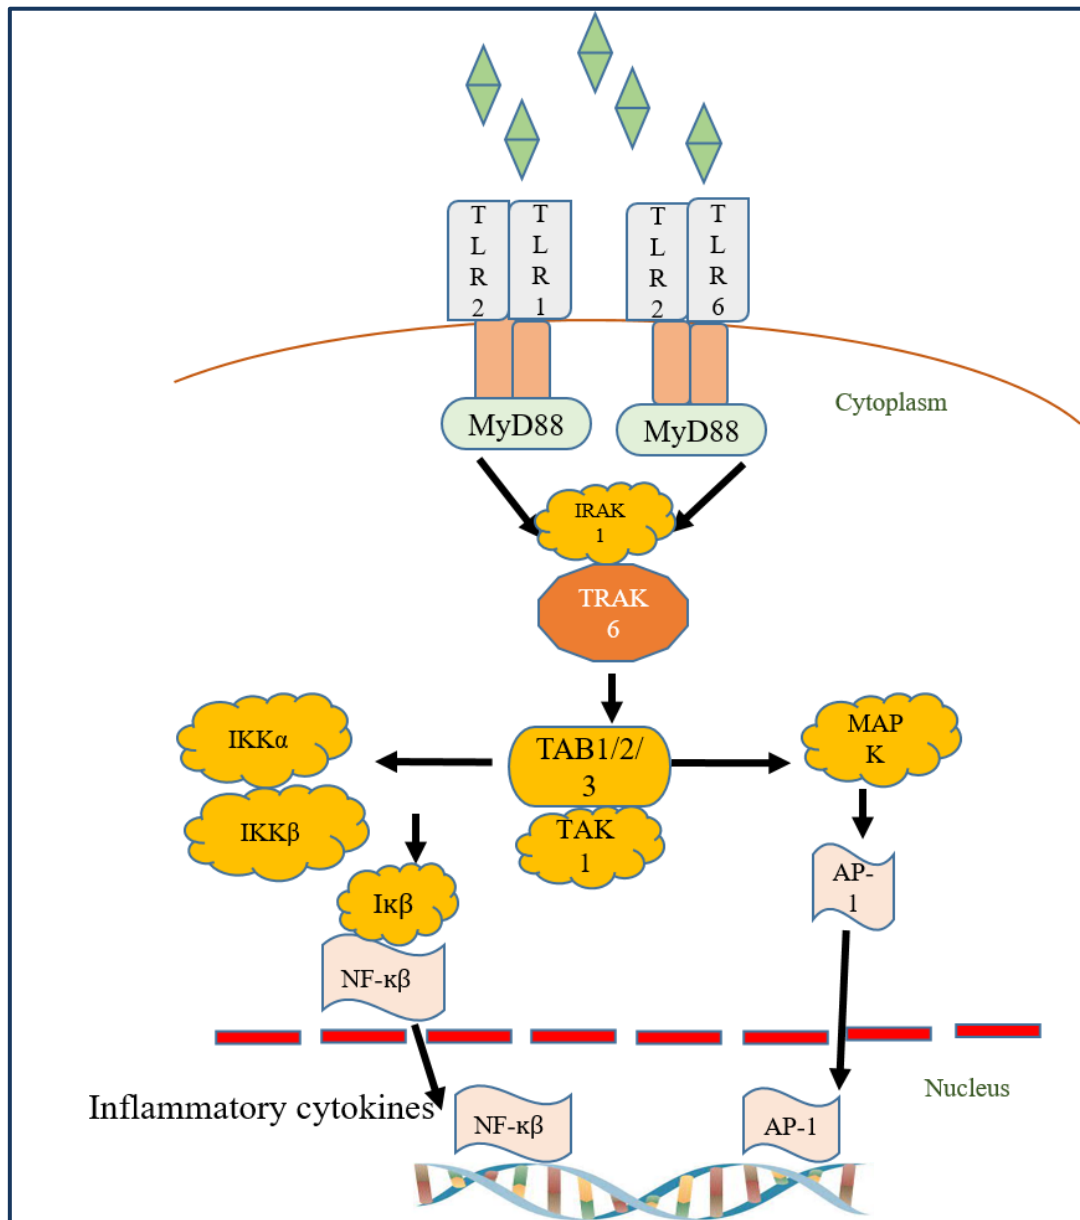 T
L
R
2
T
L
R
1
T
L
R
2
T
L
R
6
Cytoplasm
MyD88
MyD88
IRAK
1
TRAK
6
IKKα
IKKβ
TAB1/2/
3
TAK
1
MAP
K
Iκβ
AP-
1
NF-κβ
Nucleus
Inflammatory cytokines
NF-κβ
AP-1